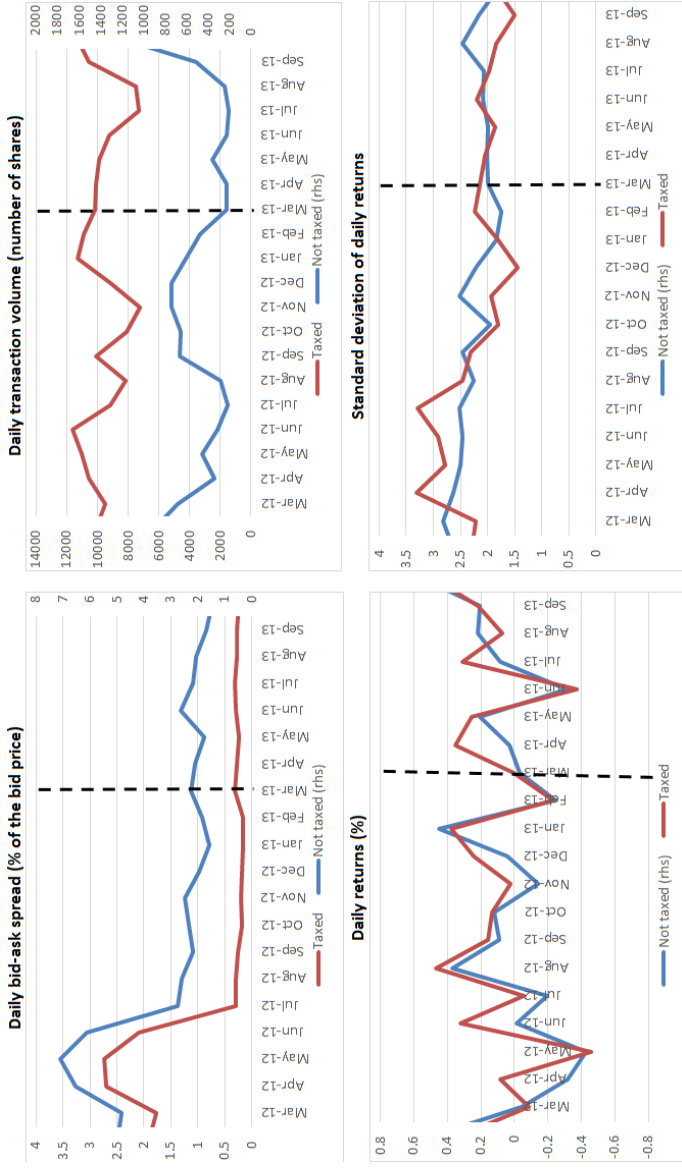 Daily bid-ask spread (% of the bid price)
4
3.5
3
2.5
2
1.5
1
0.5
0
8
7
6
5
4
3
2
1
0
Mar-12
Apr-12
May-12
Jun-12
Jul-12
Aug-12
Sep-12
Oct-12
Nov-12
Dec-12
Jan-13
Feb-13
Mar-13
Apr-13
May-13
Jun-13
Jul-13
Aug-13
Sep-13
Taxed
Not taxed (rhs)
Daily transaction volume (number of shares)
14000
12000
10000
8000
6000
4000
2000
0
1400
1200
1000
800
600
400
200
0
Mar-12
Apr-12
May-12
Jun-12
Jul-12
Aug-12
Sep-12
Oct-12
Nov-12
Dec-12
Jan-13
Feb-13
Mar-13
Apr-13
May-13
Jun-13
Jul-13
Aug-13
Sep-13
Taxed
Not taxed (rhs)
Daily returns (%)
0.8
0.6
0.4
0.2
0
-0.2
-0.4
-0.6
-0.8
Mar-12
Apr-12
May-12
Jun-12
Jul-12
Aug-12
Sep-12
Oct-12
Nov-12
Dec-12
Jan-13
Feb-13
Mar-13
Apr-13
May-13
Jun-13
Jul-13
Aug-13
Sep-13
Not taxed (rhs)
Taxed
Standard deviation of daily returns
4
3.5
3
2.5
2
1.5
1
0.5
0
Mar-12
Apr-12
May-12
Jun-12
Jul-12
Aug-12
Sep-12
Oct-12
Nov-12
Dec-12
Jan-13
Feb-13
Mar-13
Apr-13
May-13
Jun-13
Jul-13
Aug-13
Sep-13
Not taxed (rhs)
Taxed